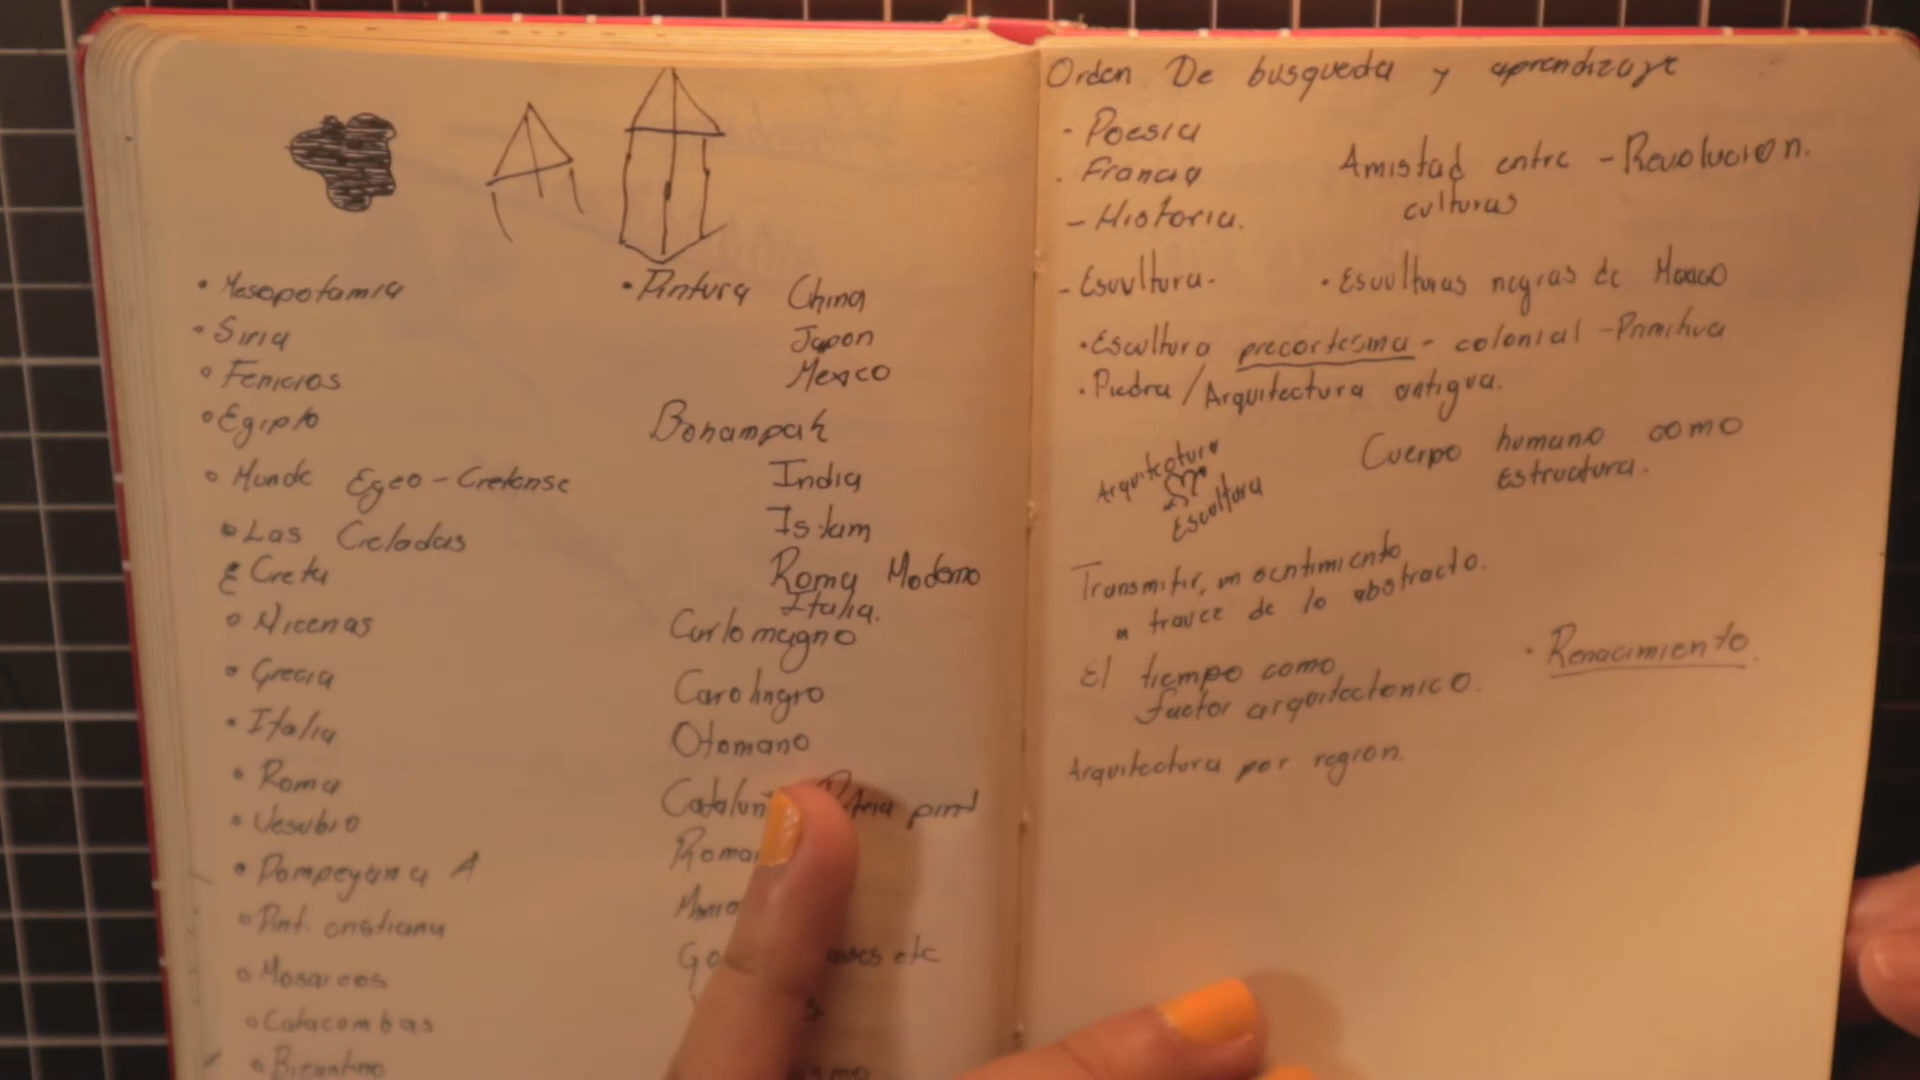 • Mesopotamia
• Siria
• Fenicios
• Egipto
• Mundo Egeo - Cretense
• Las Cicladas
Creta
• Micenas
• Grecia
• Italia
• Roma
• Vesubio
• Pompeyana A
• Pint. cristiana
• Mosaicos
• Catacombas
• Bizantino
• Pintura China
Japon
Mexico
Bonampak
India
Islam
Roma Moderno
Italia.
Carlomagno
Carolingio
Otomano
etc
Orden De busqueda y aprendizaje
- Poesia
. Francia
- Historia.
Amistad entre - Revolucion.
culturas
- Escultura.
• Esculturas negras de Mexico
• Escultura precortesina - colonial - Primitiva
• Piedra / Arquitectura antigua.
Arquitectura
Escultura
Cuerpo humano como
estructura.
Transmitir, un sentimiento
a travez de lo abstracto.
El tiempo como
factor arquitectonico.
• Renacimiento.
Arquitectura por region.